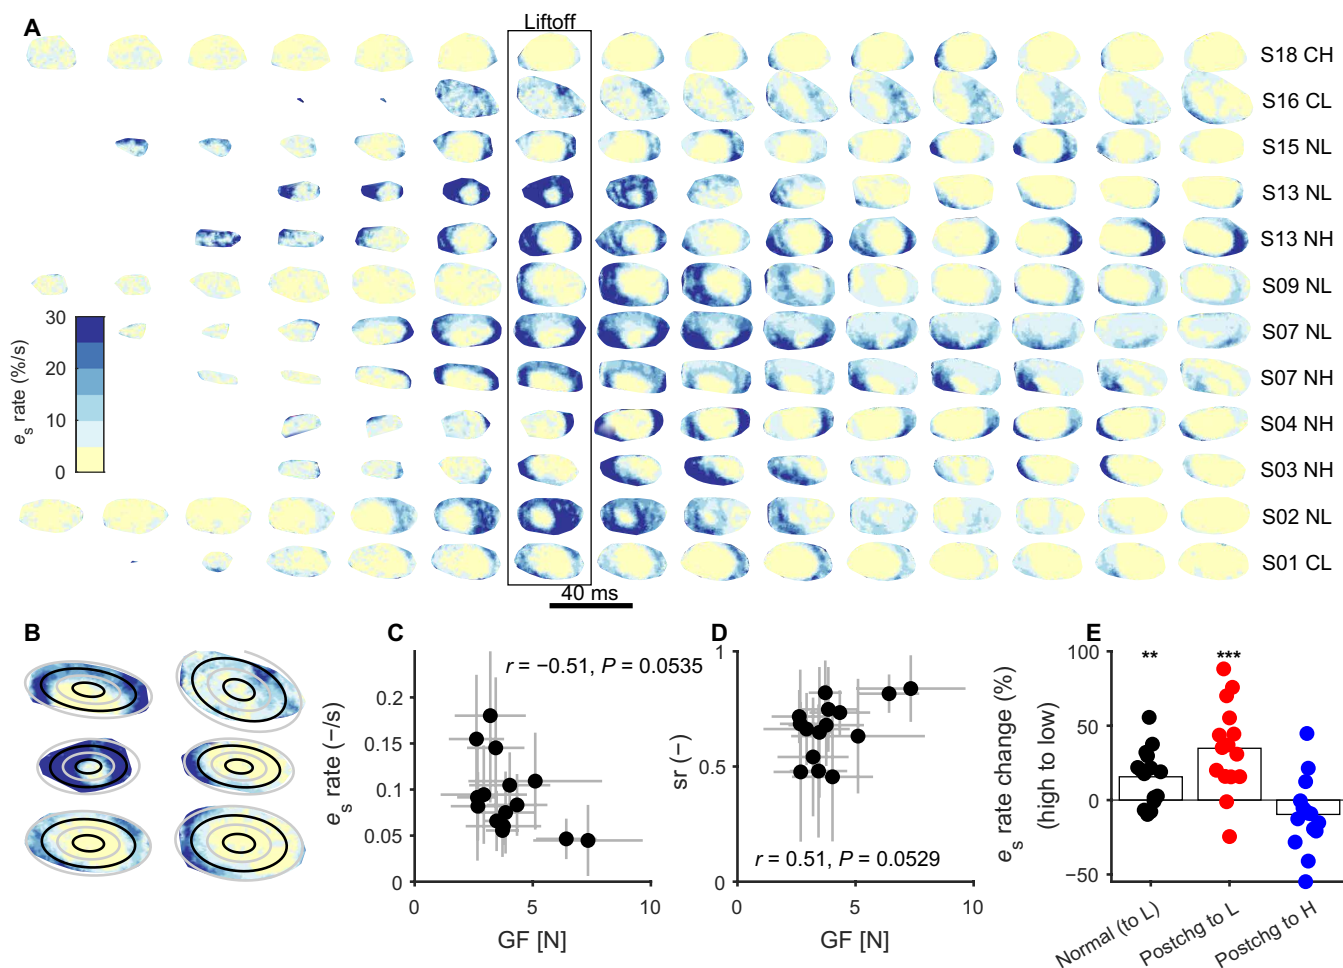 A
Liftoff
S18 CH
S16 CL
S15 NL
S13 NL
S13 NH
S09 NL
S07 NL
S07 NH
S04 NH
S03 NH
S02 NL
S01 CL
30
20
10
0
es rate (%/s)
40 ms
B
C
r = −0.51, P = 0.0535
0.2
0.15
0.1
0.05
0
es rate (−/s)
0
5
10
GF [N]
D
r = 0.51, P = 0.0529
1
0.5
0
sr (−)
0
5
10
GF [N]
E
** ***
100
50
0
−50
es rate change (%)
(high to low)
Normal (to L)
Postchg to L
Postchg to H